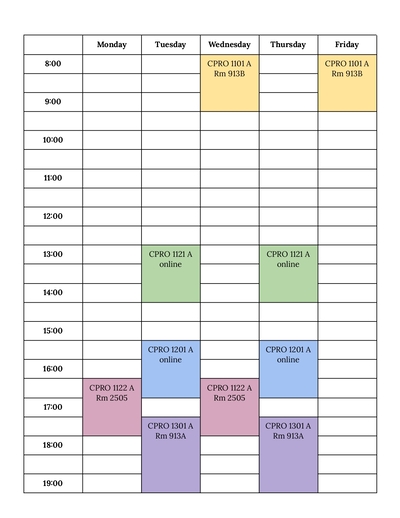 Monday Tuesday Wednesday Thursday Friday
8:00 CPRO 1101 A CPRO 1101 A
Rm 913B Rm 913B
9:00
10:00
11:00
12:00
13:00 CPRO 1121 A CPRO 1121 A
online online
14:00
15:00
CPRO 1201 A CPRO 1201 A
online online
16:00
CPRO 1122 A CPRO 1122 A
Rm 2505 Rm 2505
17:00
CPRO 1301 A CPRO 1301 A
Rm 913A Rm 913A
18:00
19:00